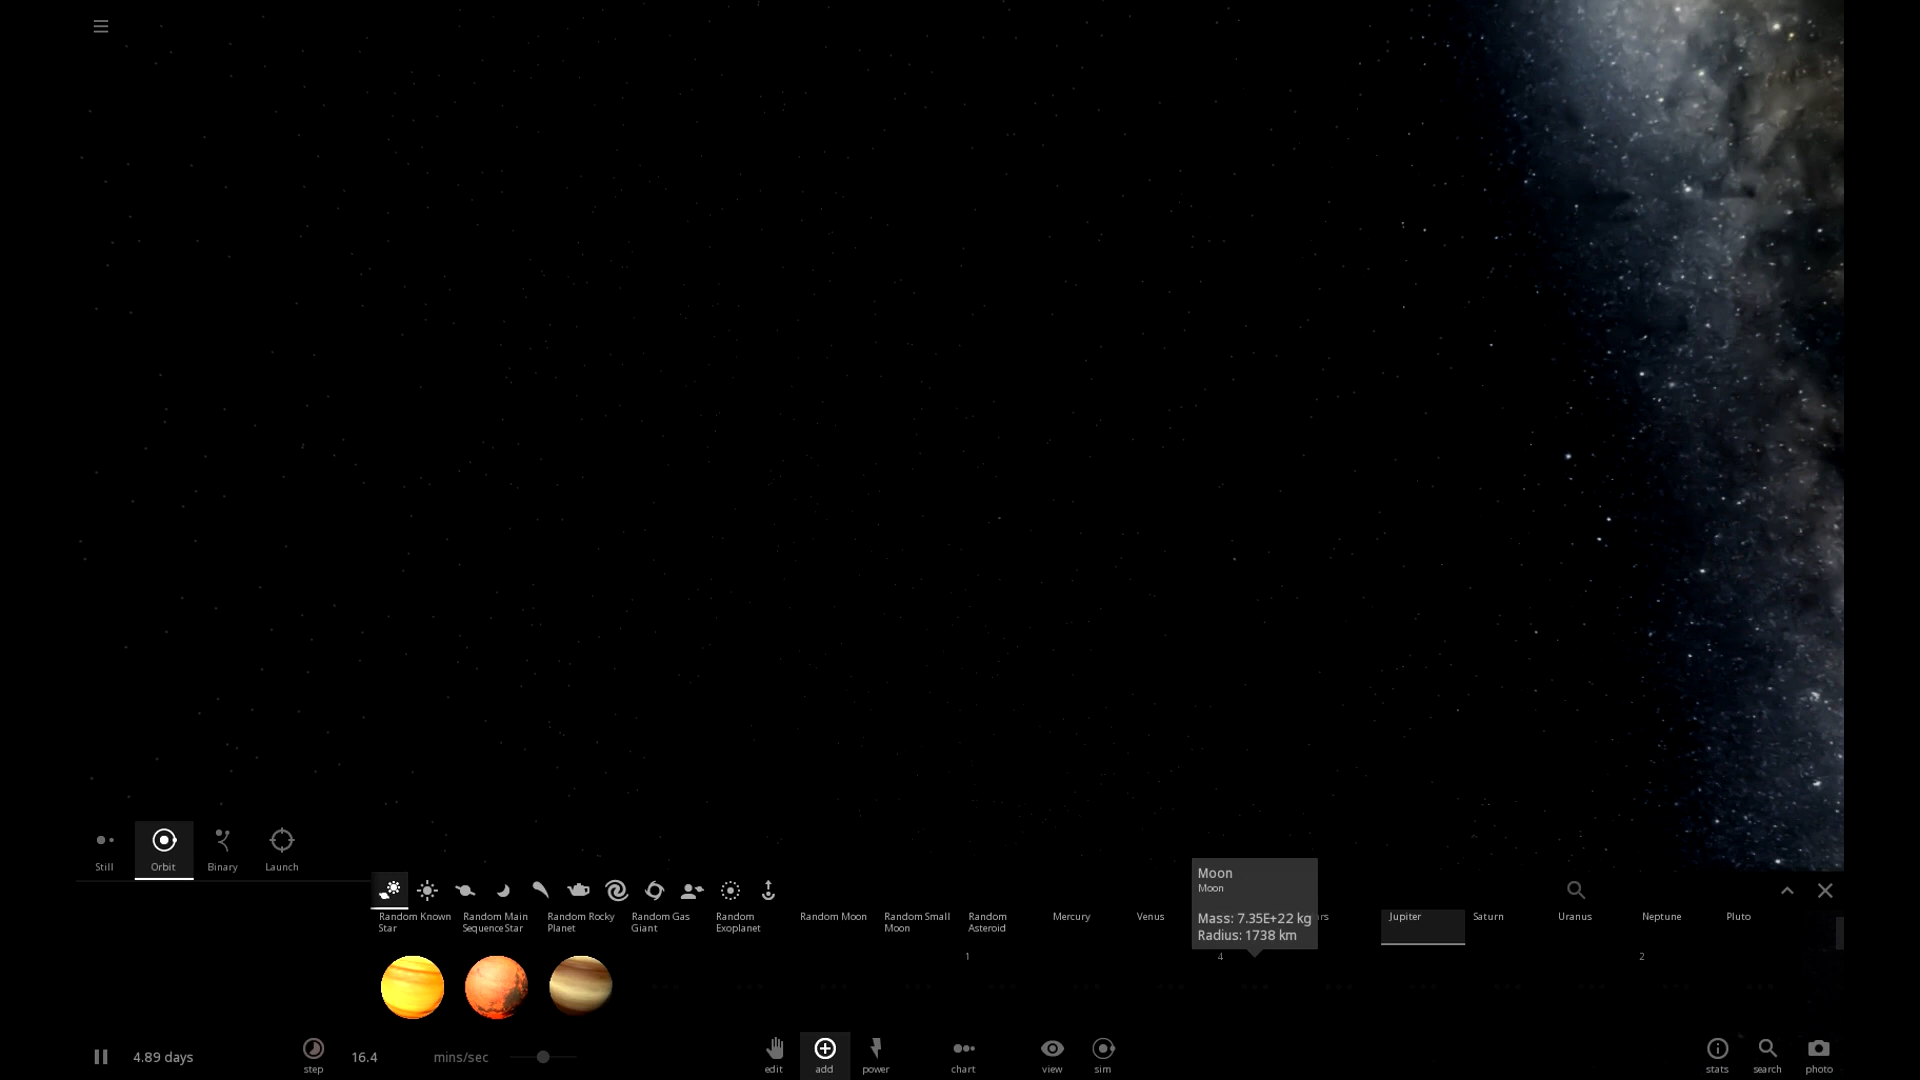 Still
Orbit
Binary
Launch
Moon
Moon
Mass: 7.35E+22 kg
Radius: 1738 km
Random Known
Star
Random Main
Sequence Star
Random Rocky
Planet
Random Gas
Giant
Random
Exoplanet
Random Moon
Random Small
Moon
Random
Asteroid
Mercury
Venus
rs
Jupiter
Saturn
Uranus
Neptune
Pluto
1
4
2
4.89 days
step
16.4
mins/sec
edit
add
power
chart
view
sim
stats
search
photo